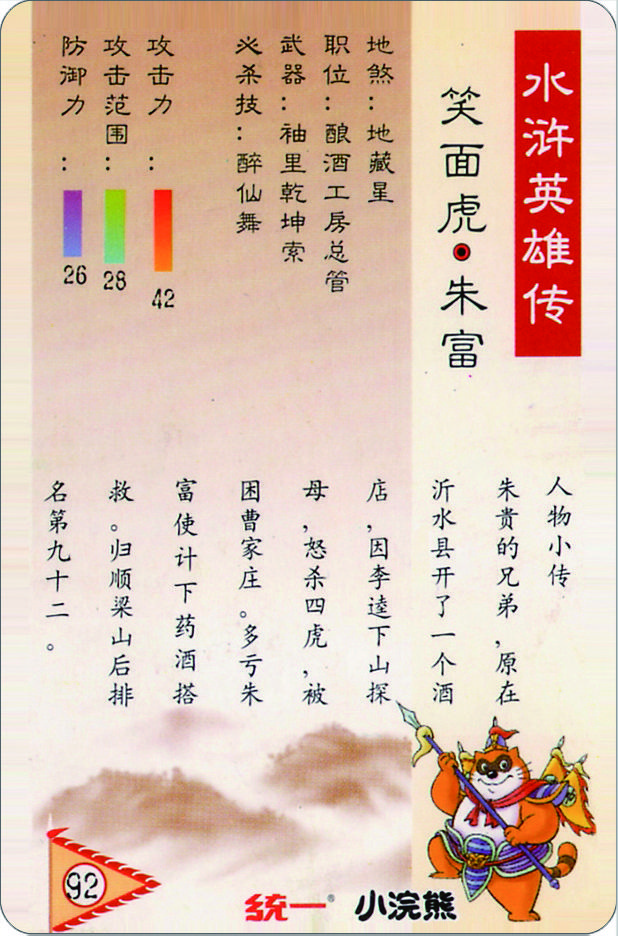 水浒英雄传
笑面虎·朱富
地煞：地藏星
职位：酿酒工房总管
武器：袖里乾坤索
必杀技：醉仙舞
攻击力：42
攻击范围：28
防御力：26
人物小传
朱贵的兄弟，原在
沂水县开了一个酒
店，因李逵下山探
母，怒杀四虎，被
困曹家庄。多亏朱
富使计下药酒搭
救。归顺梁山后排
名第九十二。
92
统一® 小浣熊